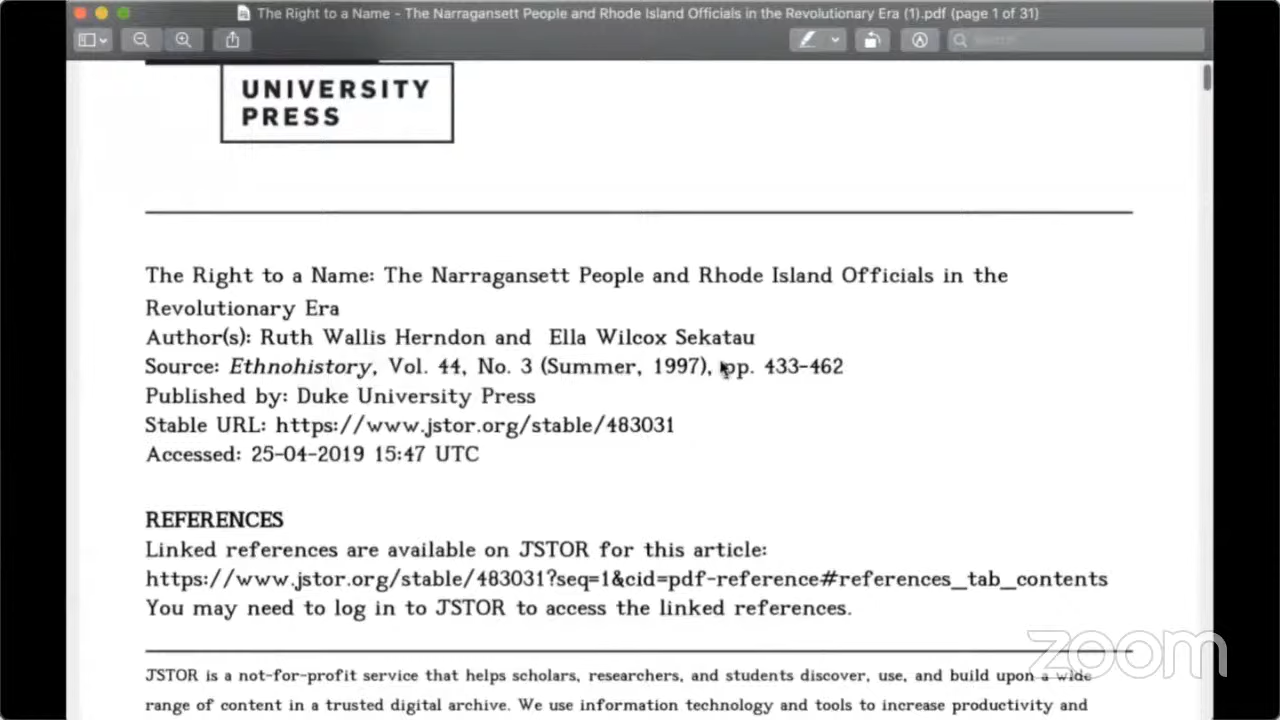 The Right to a Name - The Narragansett People and Rhode Island Officials in the Revolutionary Era (1).pdf (page 1 of 31)
Search
UNIVERSITY
PRESS
The Right to a Name: The Narragansett People and Rhode Island Officials in the
Revolutionary Era
Author(s): Ruth Wallis Herndon and Ella Wilcox Sekatau
Source: Ethnohistory, Vol. 44, No. 3 (Summer, 1997), pp. 433-462
Published by: Duke University Press
Stable URL: https://www.jstor.org/stable/483031
Accessed: 25-04-2019 15:47 UTC
REFERENCES
Linked references are available on JSTOR for this article:
https://www.jstor.org/stable/483031?seq=1&cid=pdf-reference#references_tab_contents
You may need to log in to JSTOR to access the linked references.
JSTOR is a not-for-profit service that helps scholars, researchers, and students discover, use, and build upon a wide
range of content in a trusted digital archive. We use information technology and tools to increase productivity and
zoom